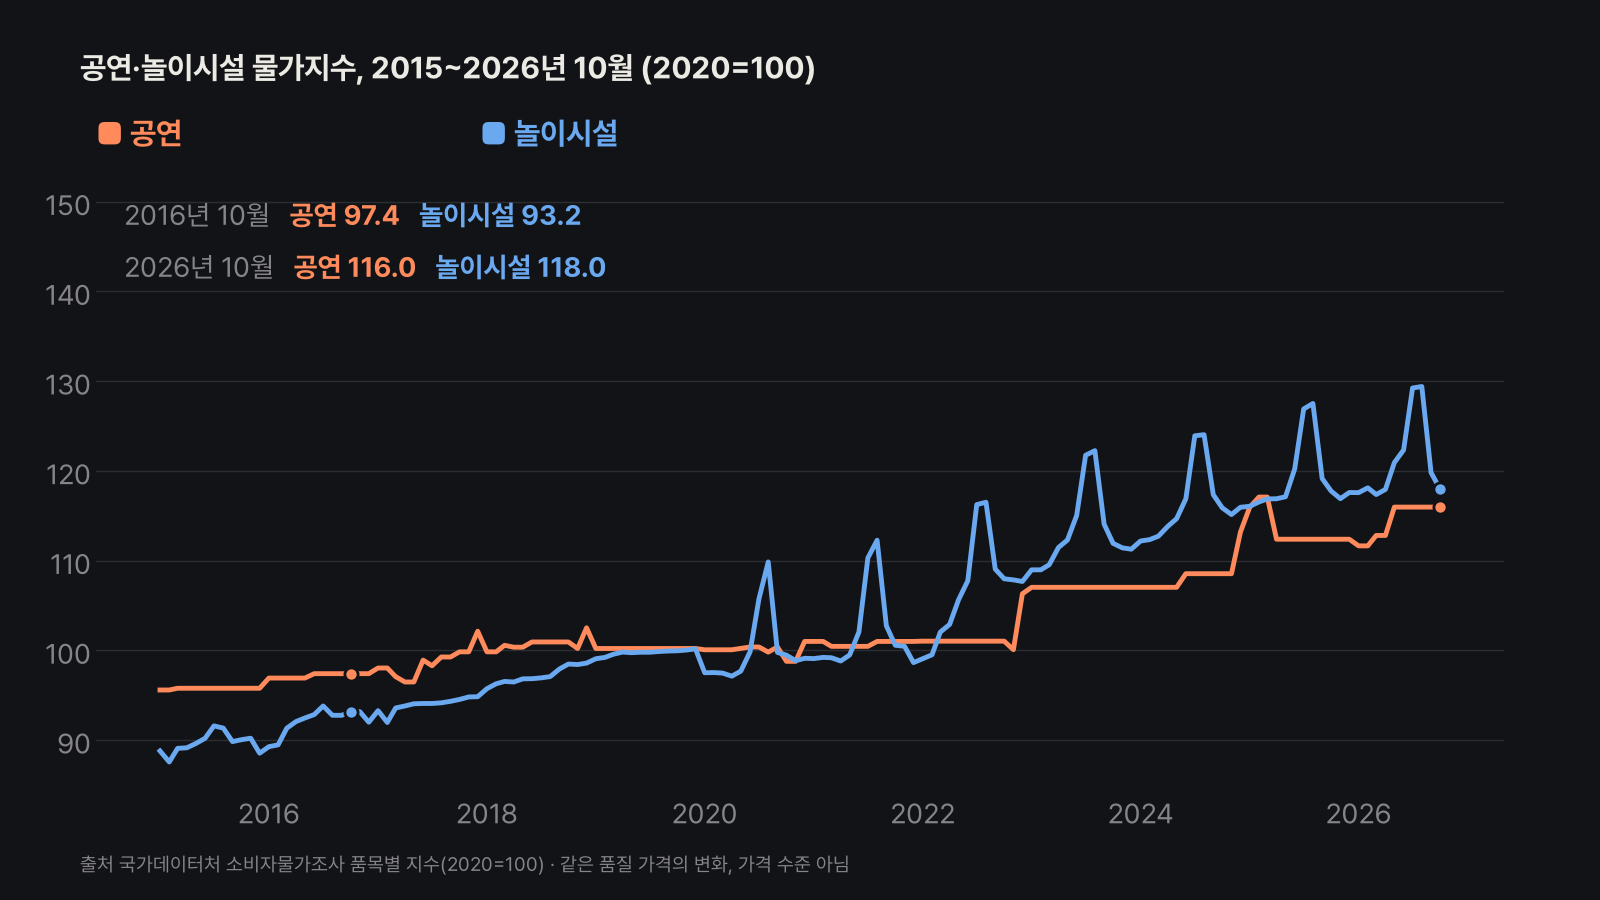 공연·놀이시설 물가지수, 2015~2026년 10월 (2020=100)
공연 놀이시설
150
2016년 10월 공연 97.4 놀이시설 93.2
2026년 10월 공연 116.0 놀이시설 118.0
140
130
120
110
100
90
2016 2018 2020 2022 2024 2026
출처 국가데이터처 소비자물가조사 품목별 지수(2020=100) · 같은 품질 가격의 변화, 가격 수준 아님